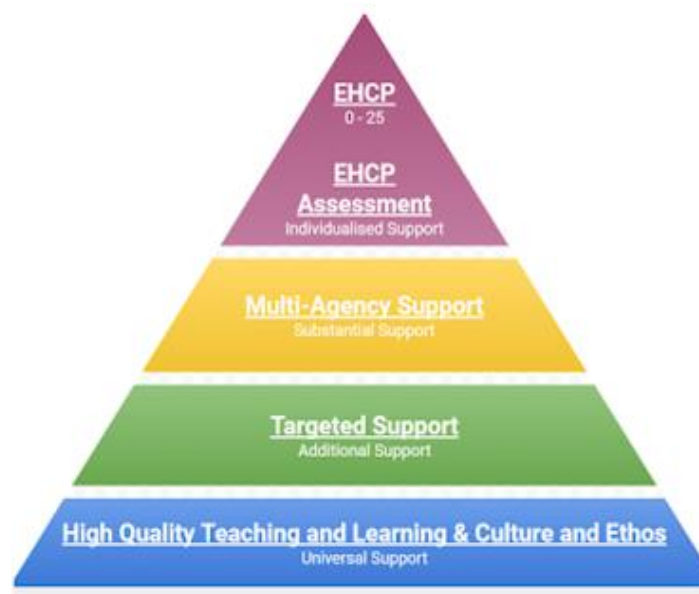 EHCP
0 - 25
EHCP
Assessment
Individualised Support
Multi-Agency Support
Substantial Support
Targeted Support
Additional Support
High Quality Teaching and Learning & Culture and Ethos
Universal Support